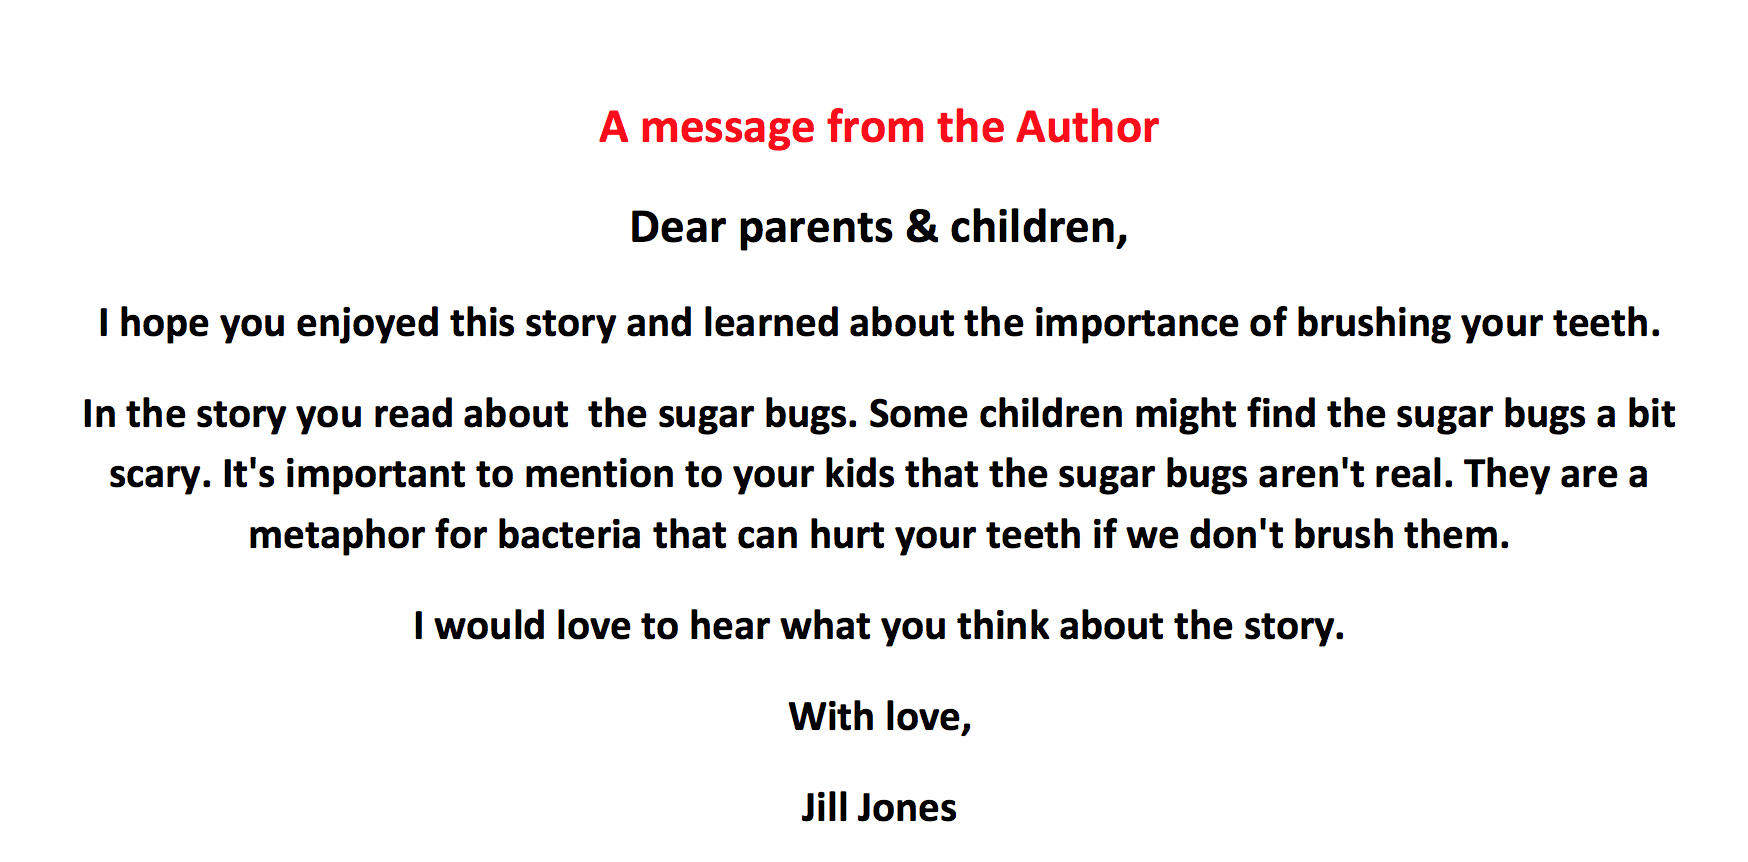 A message from the Author
Dear parents & children,
I hope you enjoyed this story and learned about the importance of brushing your teeth.
In the story you read about  the sugar bugs. Some children might find the sugar bugs a bit
scary. It's important to mention to your kids that the sugar bugs aren't real. They are a
metaphor for bacteria that can hurt your teeth if we don't brush them.
I would love to hear what you think about the story.
With love,
Jill Jones